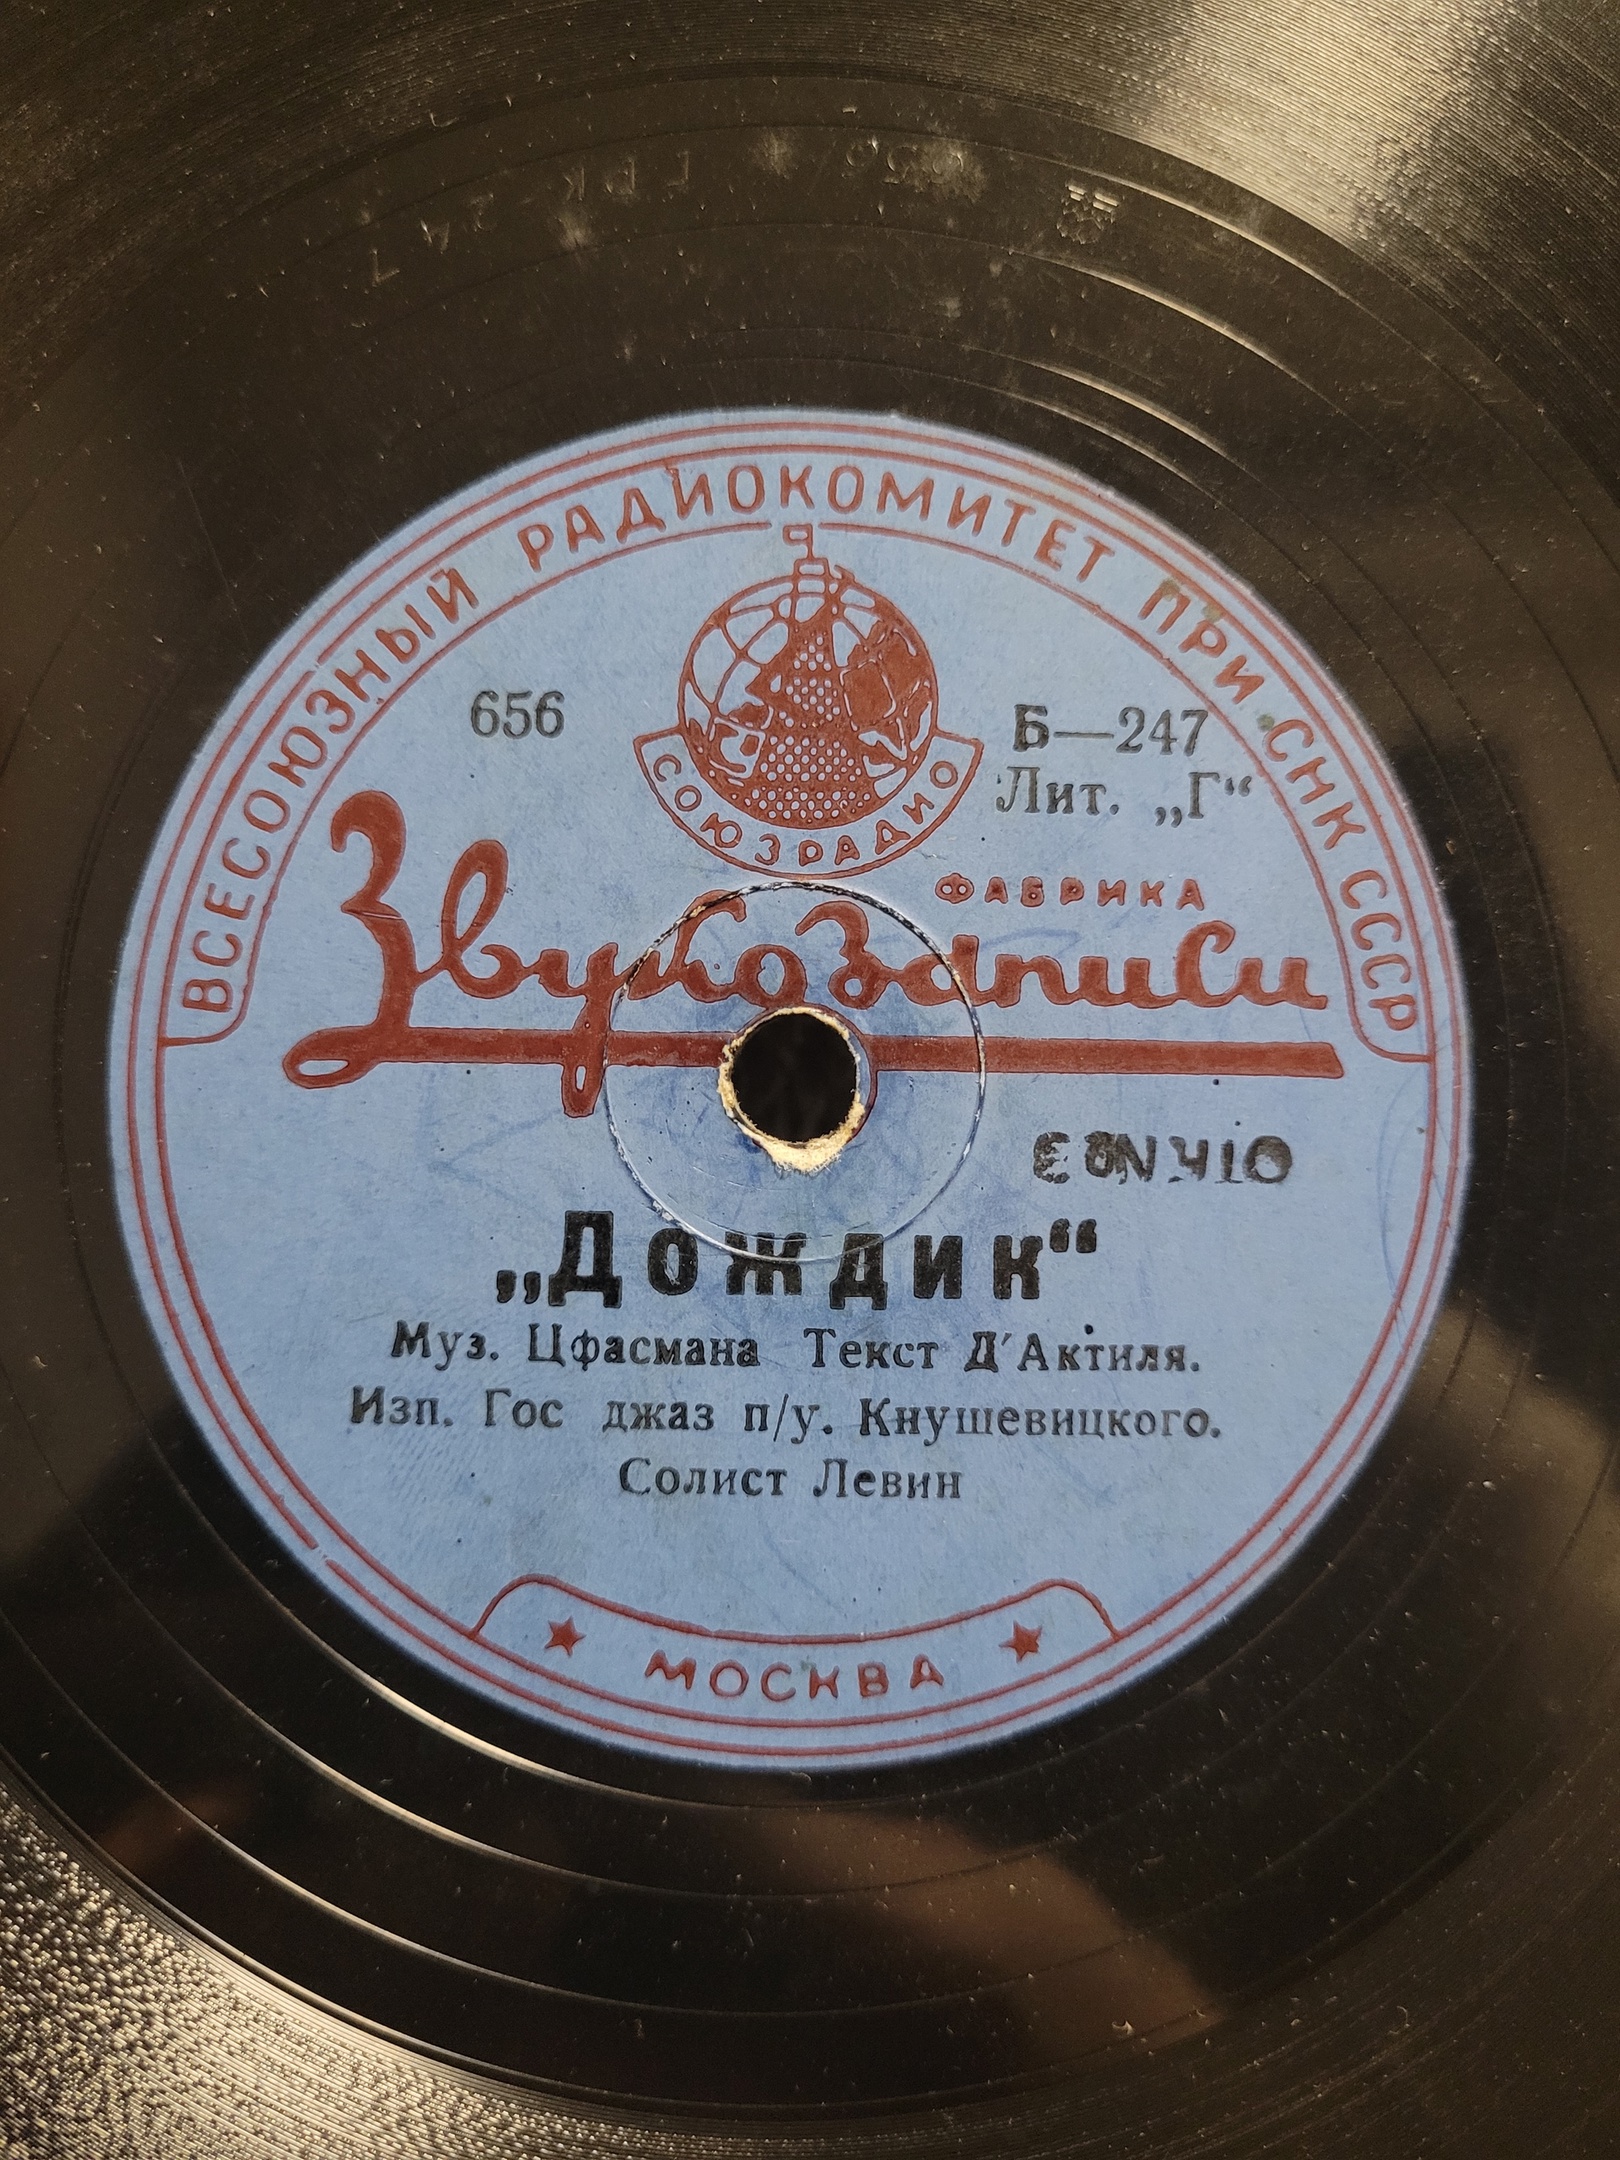 ВСЕСОЮЗНЫЙ РАДИОКОМИТЕТ ПРИ СНК СССР
656
Б—247
Лит. „Г“
СОЮЗРАДИО
ФАБРИКА
Звукозаписи
„Дождик“
Муз. Цфасмана Текст Д'Актиля.
Изп. Гос джаз п/у. Кнушевицкого.
Солист Левин
★ МОСКВА ★